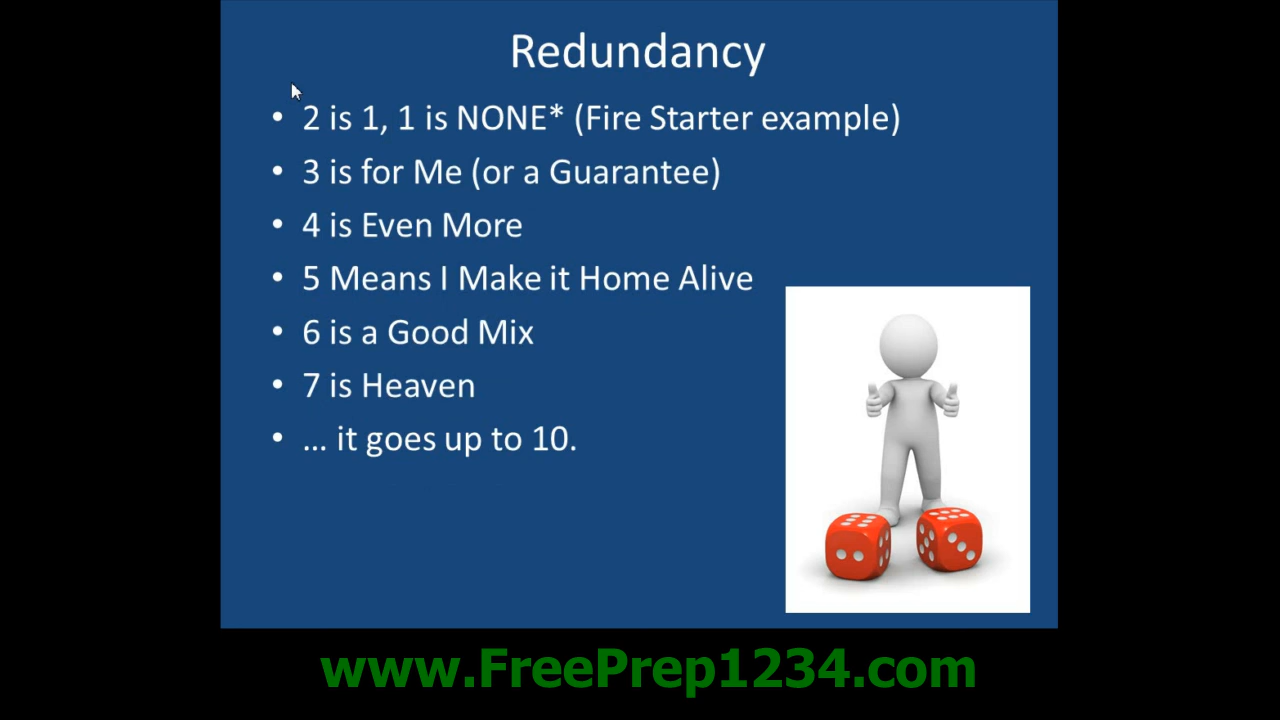 Redundancy
• 2 is 1, 1 is NONE* (Fire Starter example)
• 3 is for Me (or a Guarantee)
• 4 is Even More
• 5 Means I Make it Home Alive
• 6 is a Good Mix
• 7 is Heaven
• … it goes up to 10.
www.FreePrep1234.com